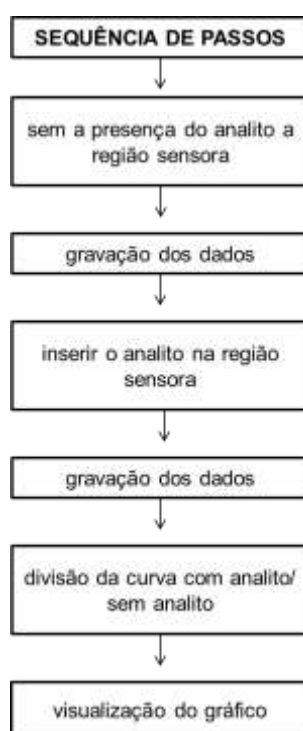 SEQUÊNCIA DE PASSOS
sem a presença do analito a
região sensora
gravação dos dados
inserir o analito na região
sensora
gravação dos dados
divisão da curva com analito/
sem analito
visualização do gráfico